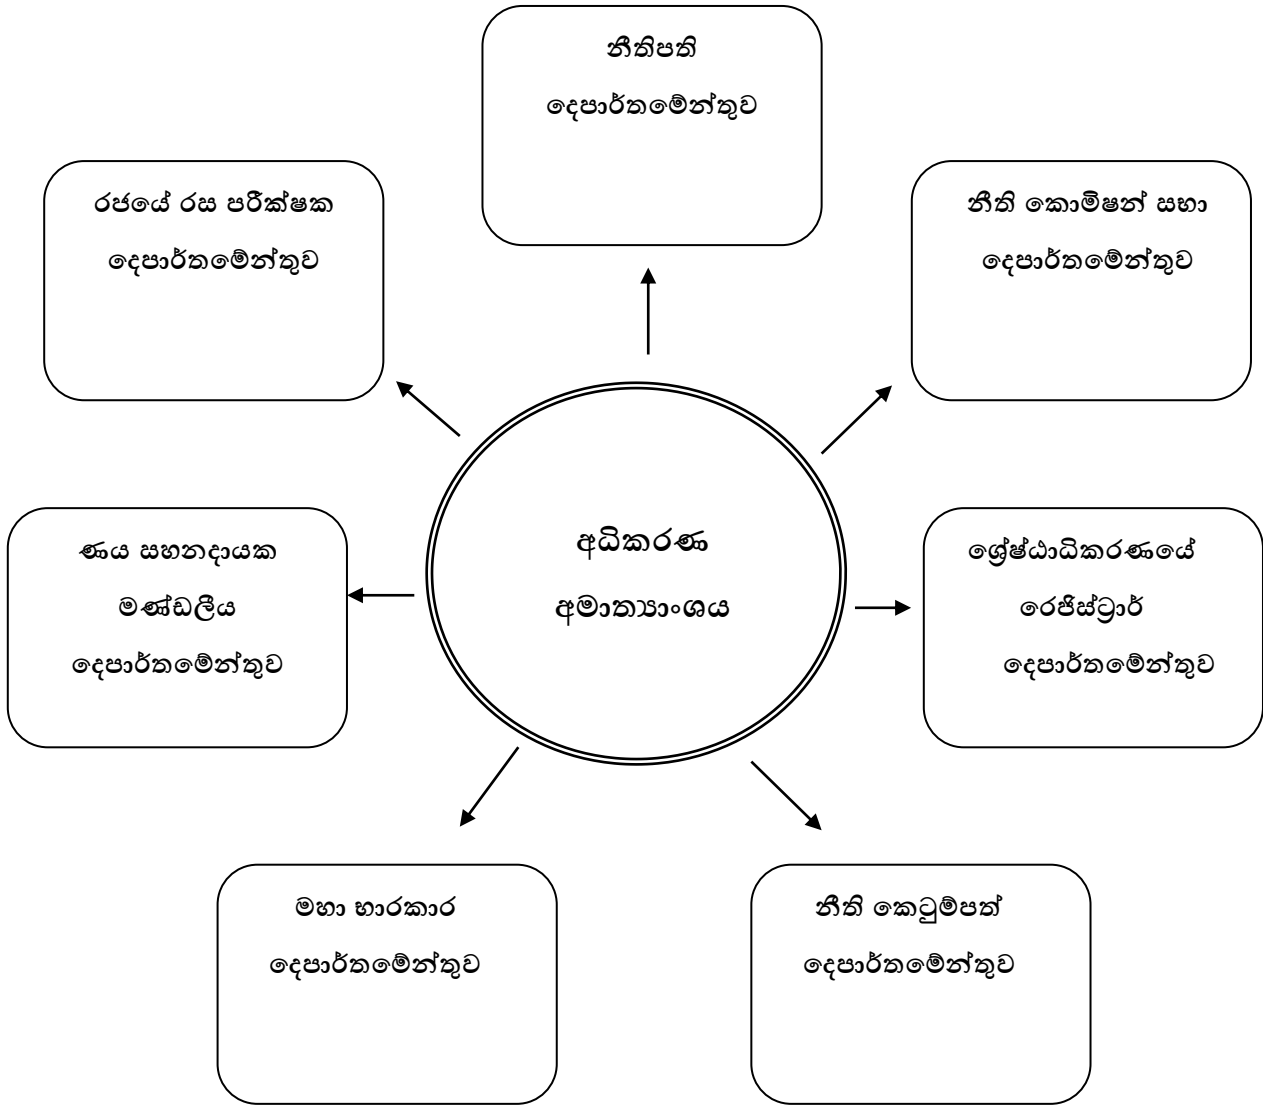 නීතිපති
දෙපාර්තමේන්තුව
රජයේ රස පරීක්ෂක
දෙපාර්තමේන්තුව
නීති කොමිෂන් සභා
දෙපාර්තමේන්තුව
අධිකරණ
අමාත්‍යාංශය
ණය සහනදායක
මණ්ඩලීය
දෙපාර්තමේන්තුව
ශ්‍රේෂ්ඨාධිකරණයේ
රෙජිස්ට්‍රාර්
දෙපාර්තමේන්තුව
මහා භාරකාර
දෙපාර්තමේන්තුව
නීති කෙටුම්පත්
දෙපාර්තමේන්තුව